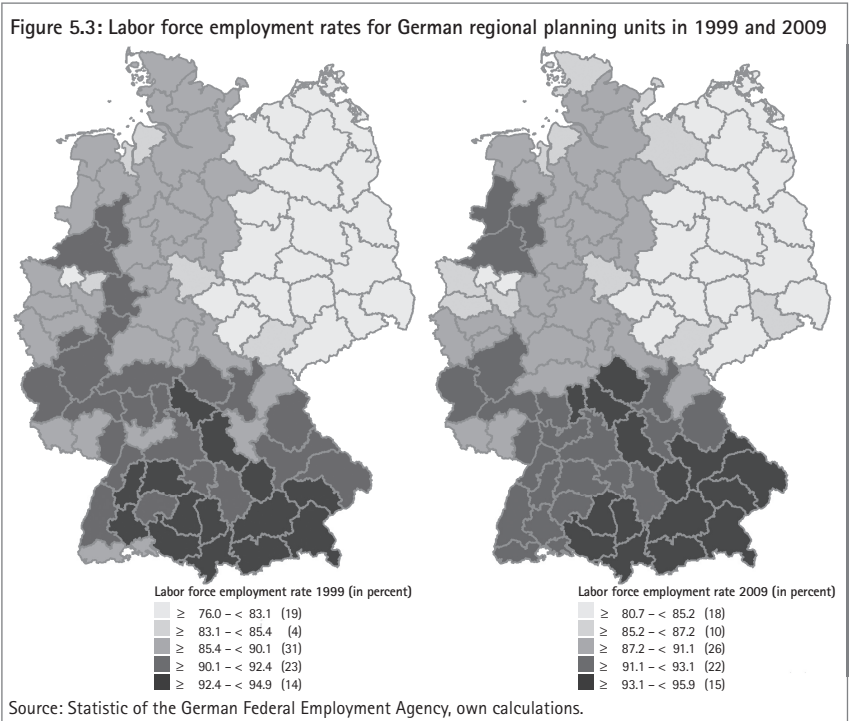 Figure 5.3: Labor force employment rates for German regional planning units in 1999 and 2009
Labor force employment rate 1999 (in percent)
≥ 76.0 – < 83.1 (19)
≥ 83.1 – < 85.4 (4)
≥ 85.4 – < 90.1 (31)
≥ 90.1 – < 92.4 (23)
≥ 92.4 – < 94.9 (14)
Labor force employment rate 2009 (in percent)
≥ 80.7 – < 85.2 (18)
≥ 85.2 – < 87.2 (10)
≥ 87.2 – < 91.1 (26)
≥ 91.1 – < 93.1 (22)
≥ 93.1 – < 95.9 (15)
Source: Statistic of the German Federal Employment Agency, own calculations.